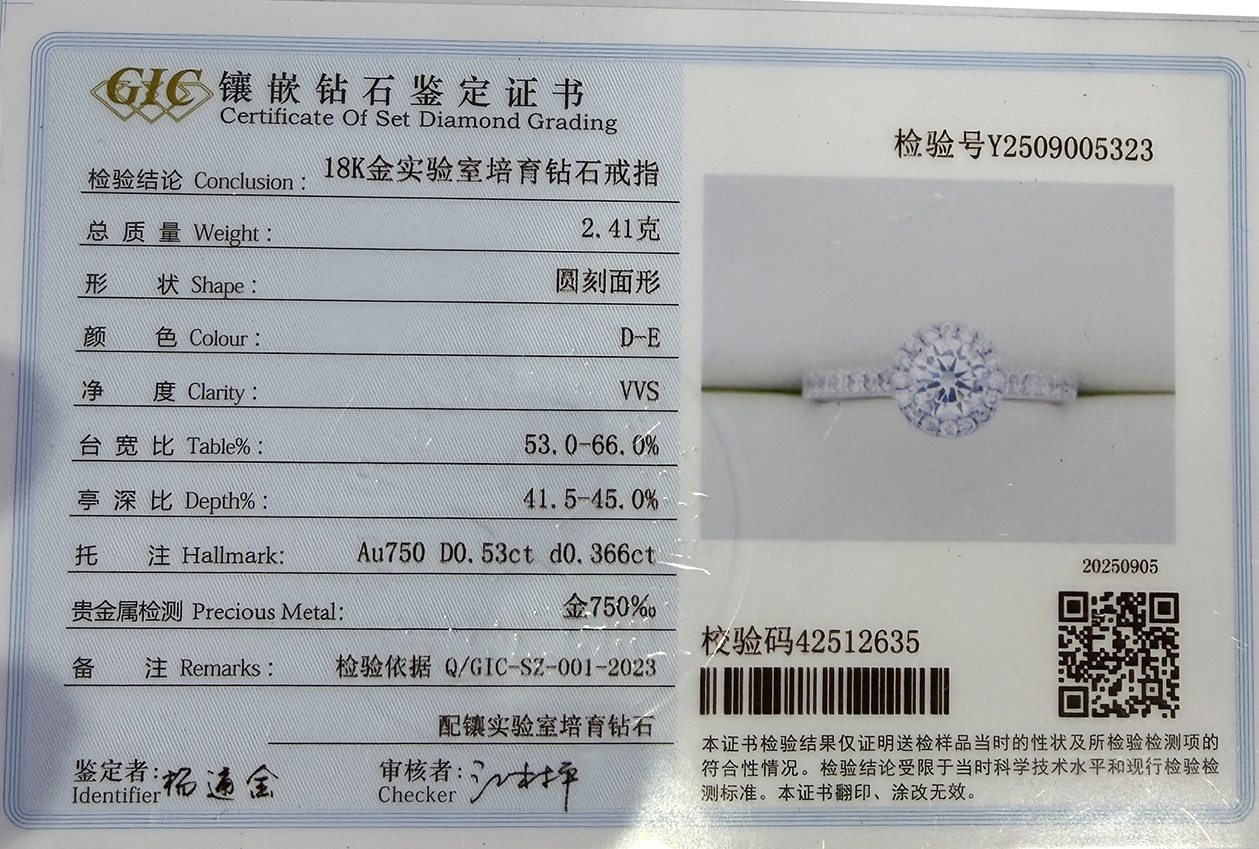 GIC 镶嵌钻石鉴定证书
Certificate Of Set Diamond Grading
检验结论 Conclusion: 18K金实验室培育钻石戒指
总质量 Weight: 2.41克
形状 Shape: 圆刻面形
颜色 Colour: D-E
净度 Clarity: VVS
台宽比 Table%: 53.0-66.0%
亭深比 Depth%: 41.5-45.0%
托注 Hallmark: Au750 D0.53ct d0.366ct
贵金属检测 Precious Metal: 金750‰
备注 Remarks: 检验依据 Q/GIC-SZ-001-2023
配镶实验室培育钻石
鉴定者:
Identifier
审核者:
Checker
检验号Y2509005323
20250905
校验码42512635
本证书检验结果仅证明送检样品当时的性状及所检验检测项的
符合性情况。检验结论受限于当时科学技术水平和现行检验检
测标准。本证书翻印、涂改无效。